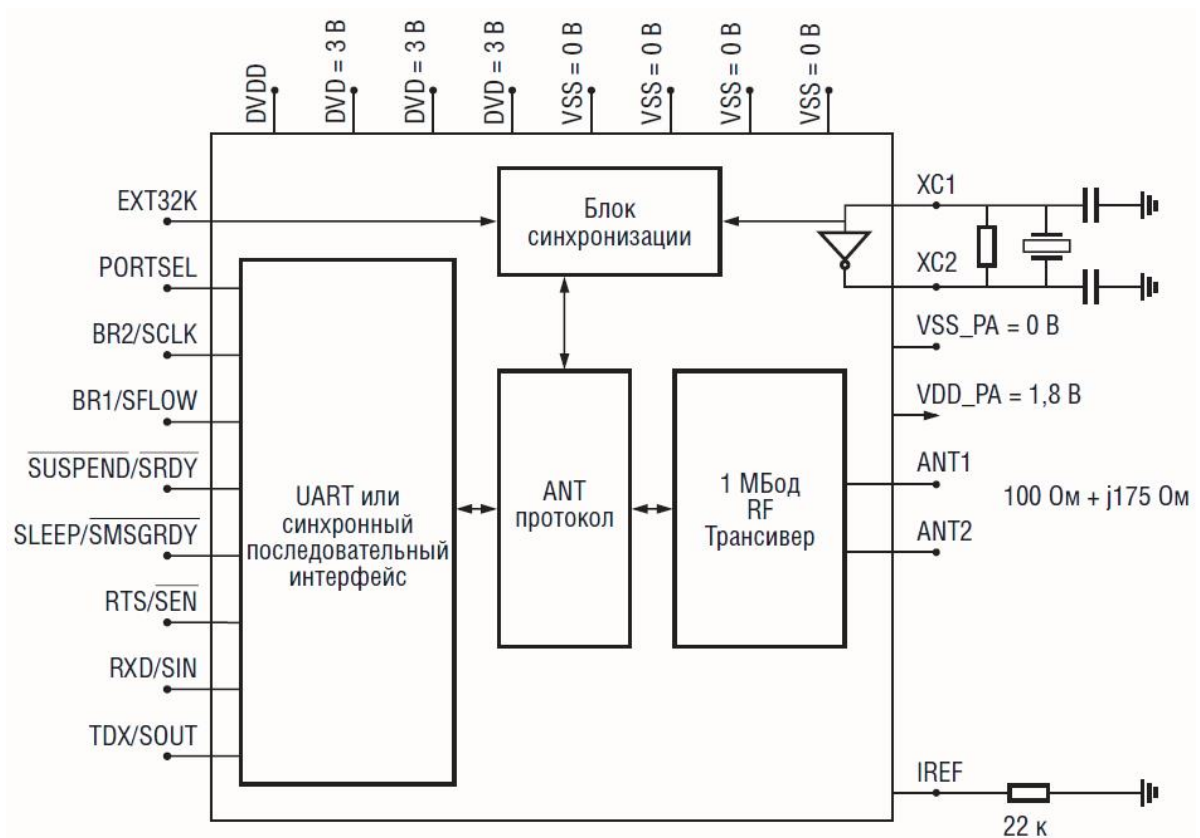 DVDD
DVD = 3 В
DVD = 3 В
DVD = 3 В
VSS = 0 В
VSS = 0 В
VSS = 0 В
VSS = 0 В
EXT32K
PORTSEL
BR2/SCLK
BR1/SFLOW
SUSPEND/SRDY
SLEEP/SMSGRDY
RTS/SEN
RXD/SIN
TDX/SOUT
Блок
синхронизации
UART или
синхронный
последовательный
интерфейс
ANT
протокол
1 МБод
RF
Трансивер
XC1
XC2
VSS_PA = 0 В
VDD_PA = 1,8 В
ANT1
100 Ом + j175 Ом
ANT2
IREF
22 к